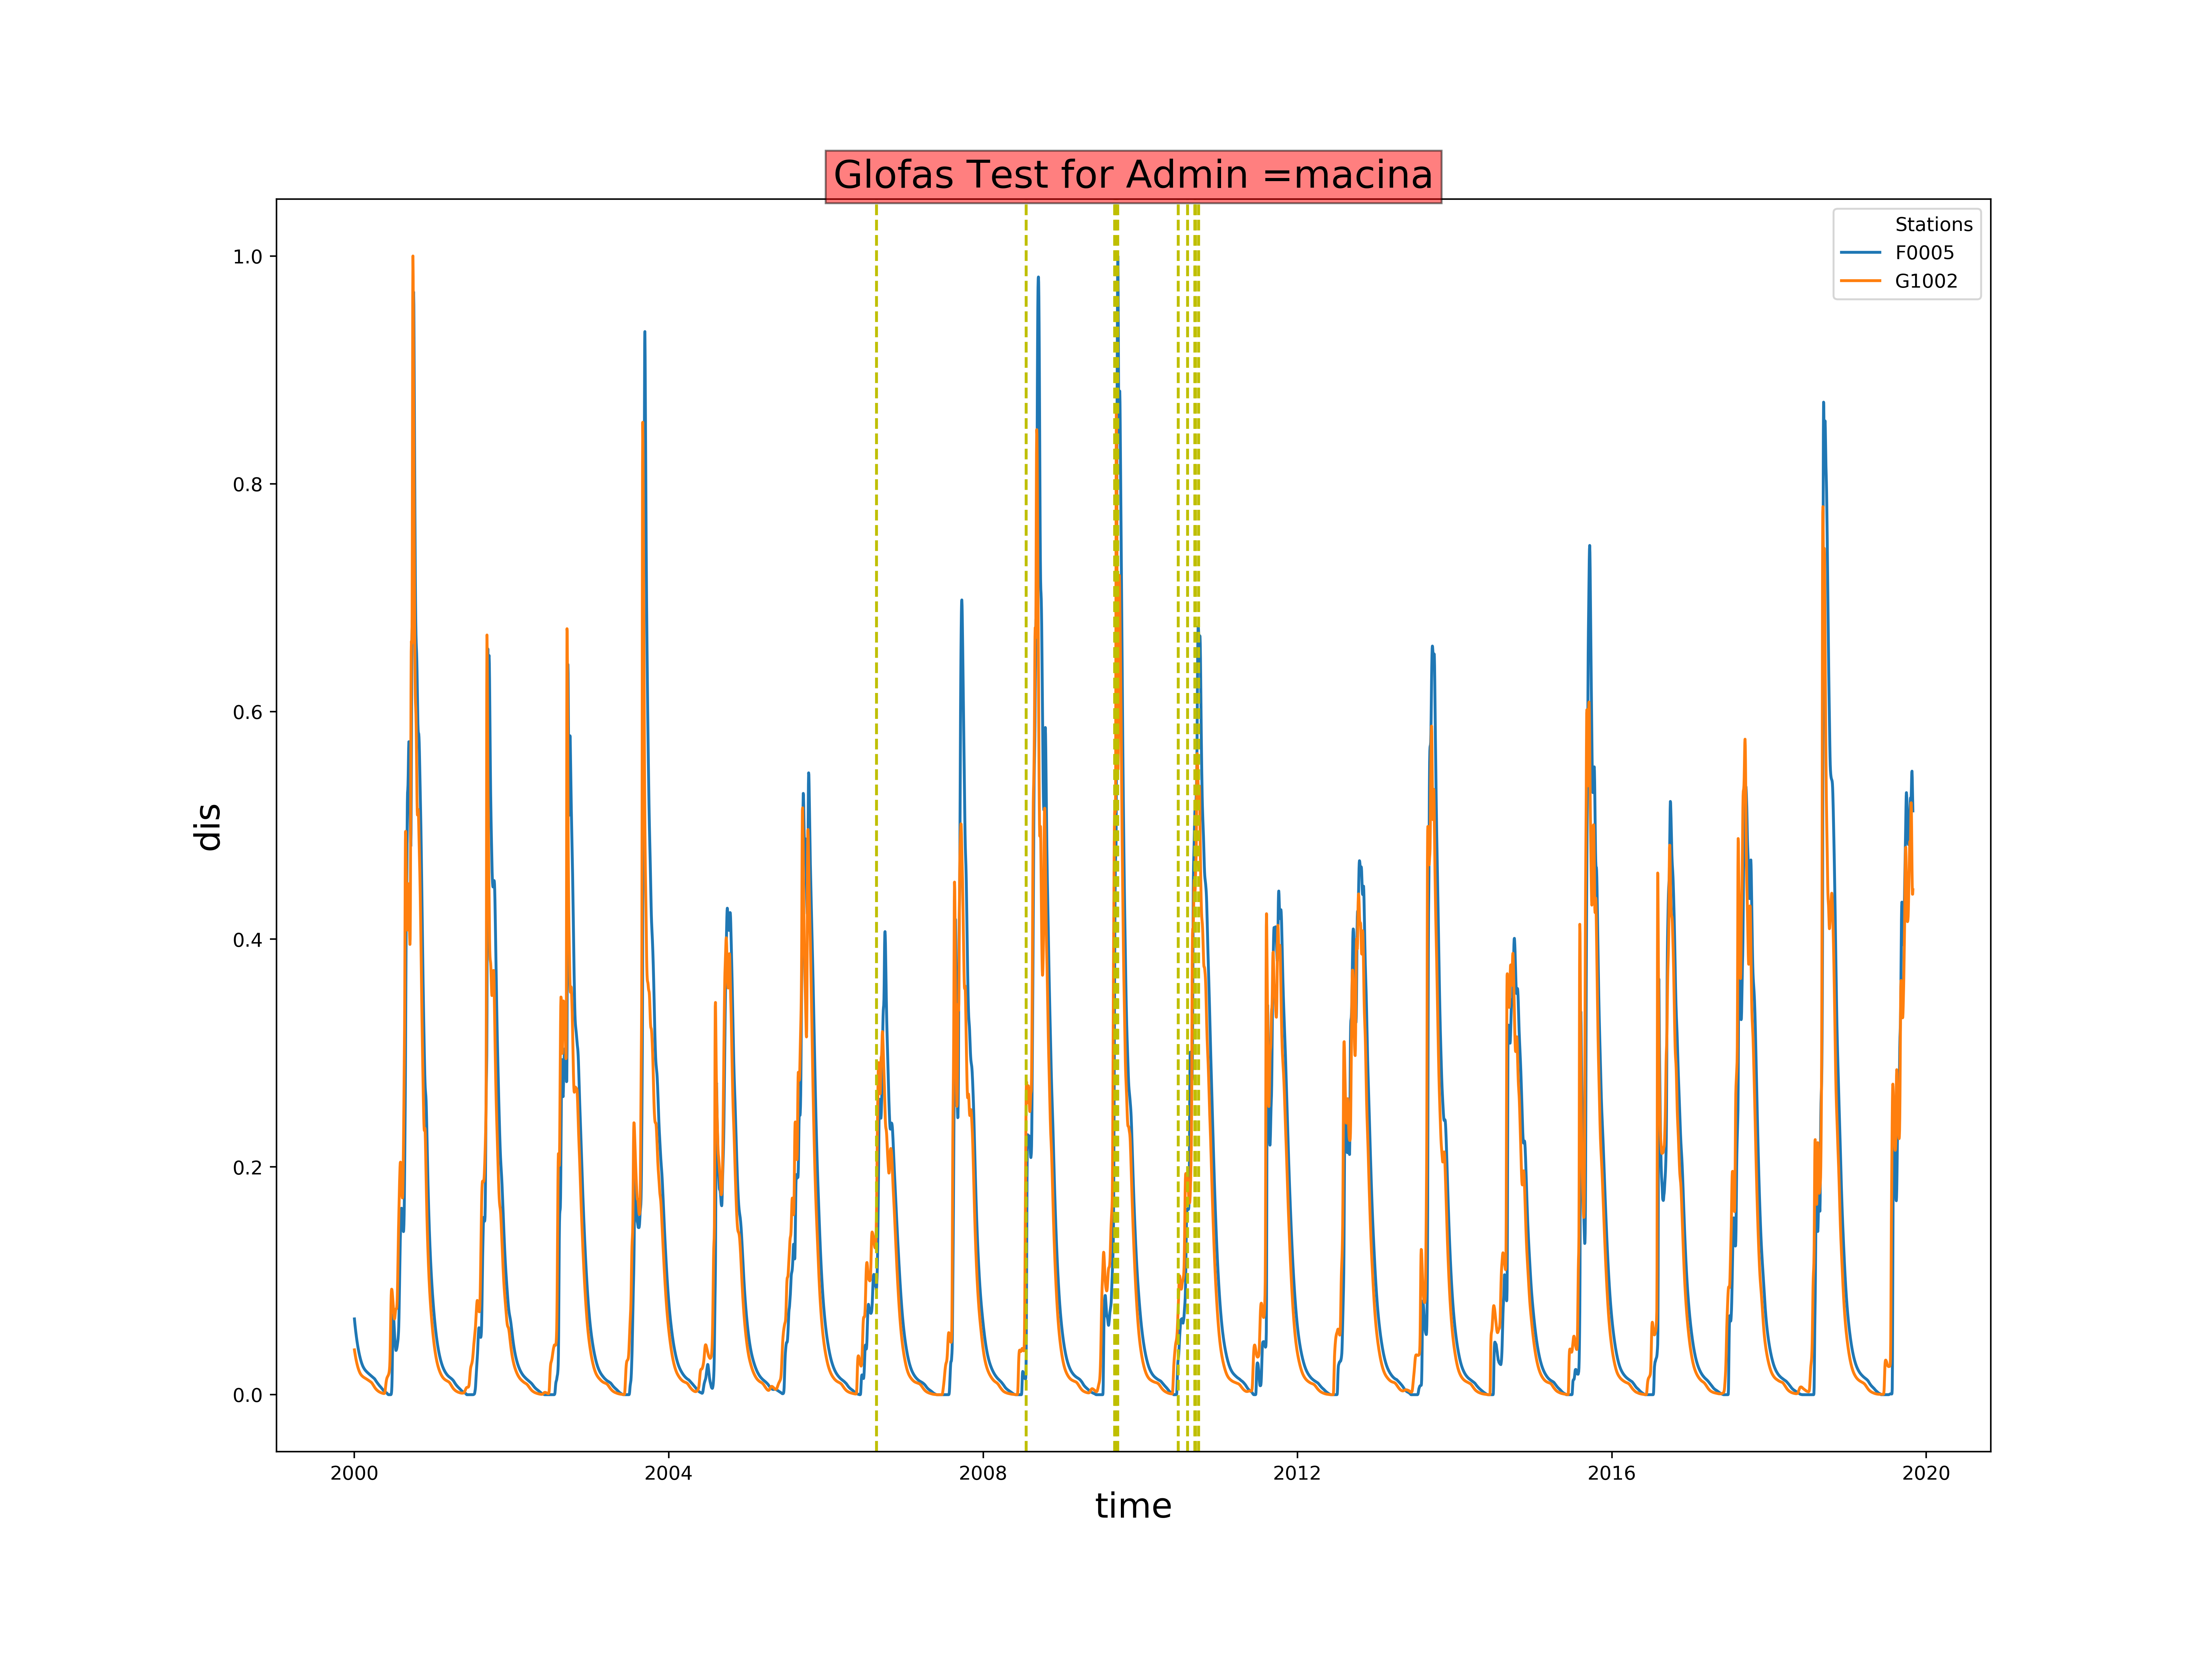 Glofas Test for Admin =macina
Stations
F0005
G1002
1.0
0.8
0.6
0.4
0.2
0.0
dis
2000 2004 2008 2012 2016 2020
time